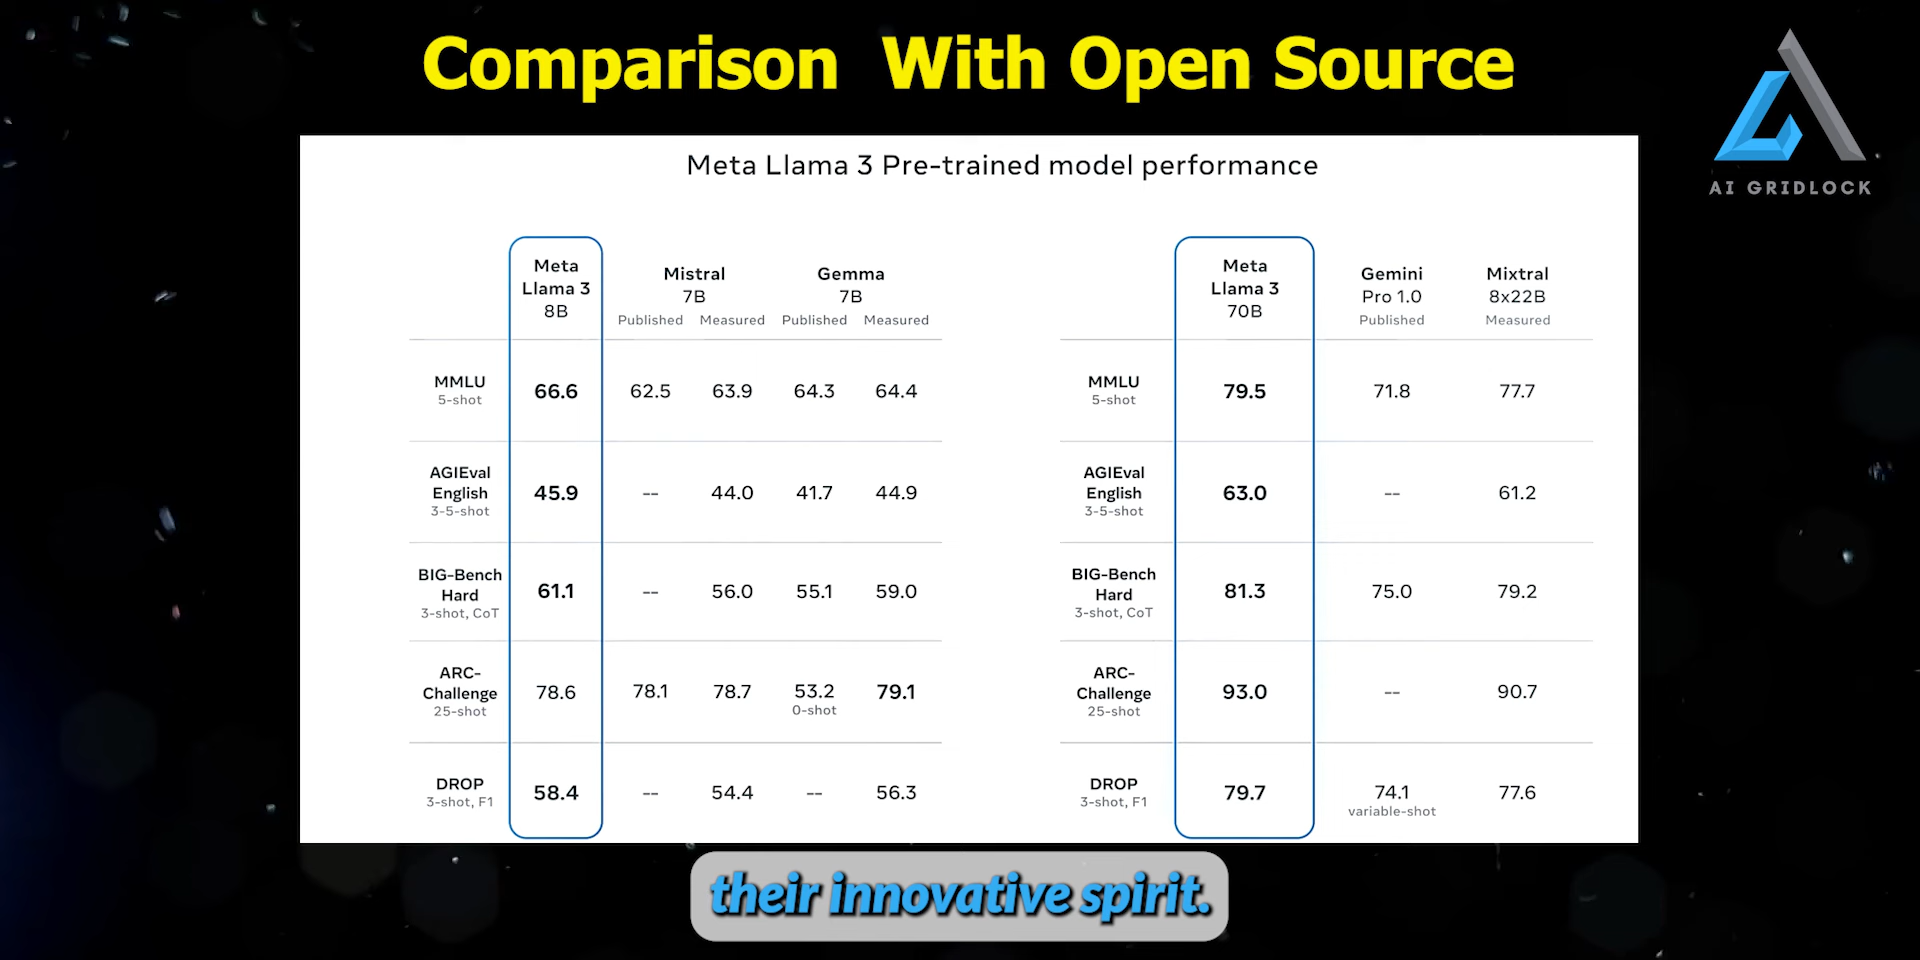 Comparison With Open Source
AI GRIDLOCK
Meta Llama 3 Pre-trained model performance
Meta
Llama 3
8B
Mistral
7B
Published Measured
Gemma
7B
Published Measured
MMLU
5-shot
66.6 62.5 63.9 64.3 64.4
AGIEval
English
3-5-shot
45.9 -- 44.0 41.7 44.9
BIG-Bench
Hard
3-shot, CoT
61.1 -- 56.0 55.1 59.0
ARC-
Challenge
25-shot
78.6 78.1 78.7 53.2 79.1
0-shot
DROP
3-shot, F1
58.4 -- 54.4 -- 56.3
Meta
Llama 3
70B
Gemini
Pro 1.0
Published
Mixtral
8x22B
Measured
MMLU
5-shot
79.5 71.8 77.7
AGIEval
English
3-5-shot
63.0 -- 61.2
BIG-Bench
Hard
3-shot, CoT
81.3 75.0 79.2
ARC-
Challenge
25-shot
93.0 -- 90.7
DROP
3-shot, F1
79.7 74.1 77.6
variable-shot
their innovative spirit.